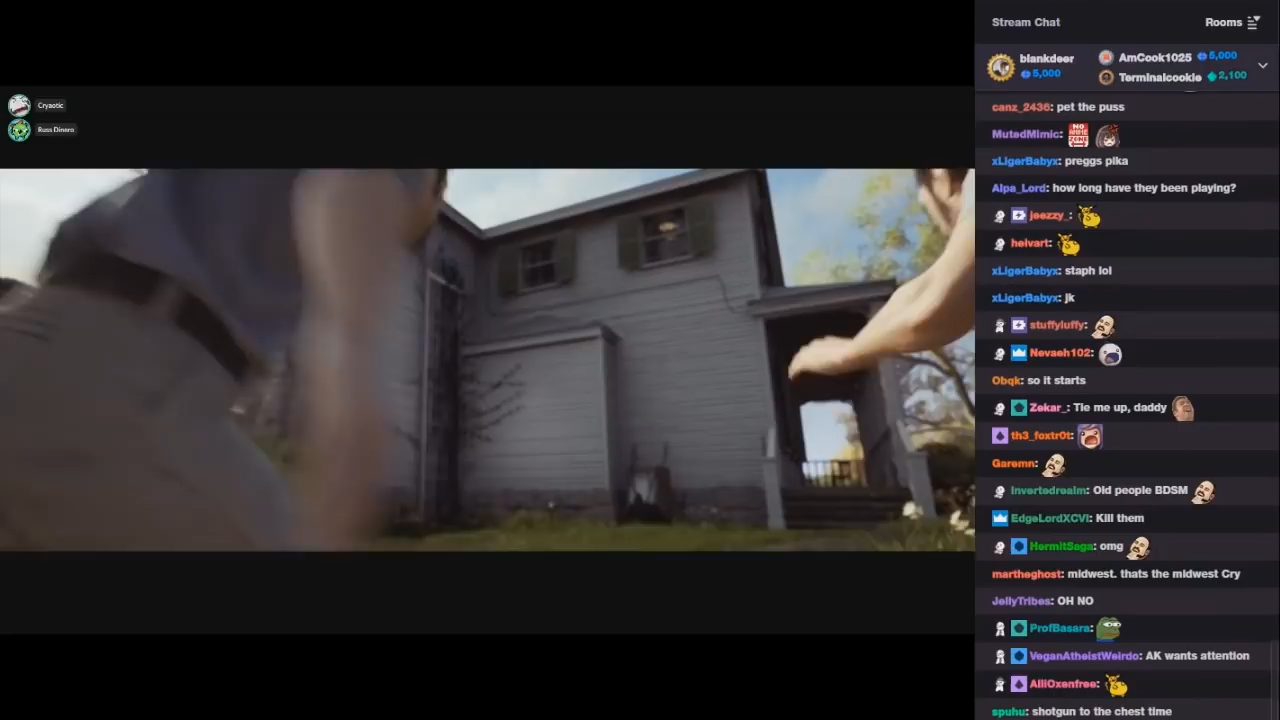 Stream Chat
Rooms
blankdeer
5,000
AmCook1025 5,000
Terminalcookie 2,100
Cryaotic
Russ Dinero
canz_2436: pet the puss
MutedMimic: NO ANIME ZONE
xLigerBabyx: preggs pika
Alpa_Lord: how long have they been playing?
jeezzy_:
helvart:
xLigerBabyx: staph lol
xLigerBabyx: jk
stuffyluffy:
Nevaeh102:
Obqk: so it starts
Zekar_: Tie me up, daddy
th3_foxtr0t:
Garemn:
Invertedrealm: Old people BDSM
EdgeLordXCVI: Kill them
HermitSega: omg
martheghost: midwest. thats the midwest Cry
JellyTribes: OH NO
ProfBasara:
VeganAtheistWeirdo: AK wants attention
AlliOxenfree:
spuhu: shotgun to the chest time